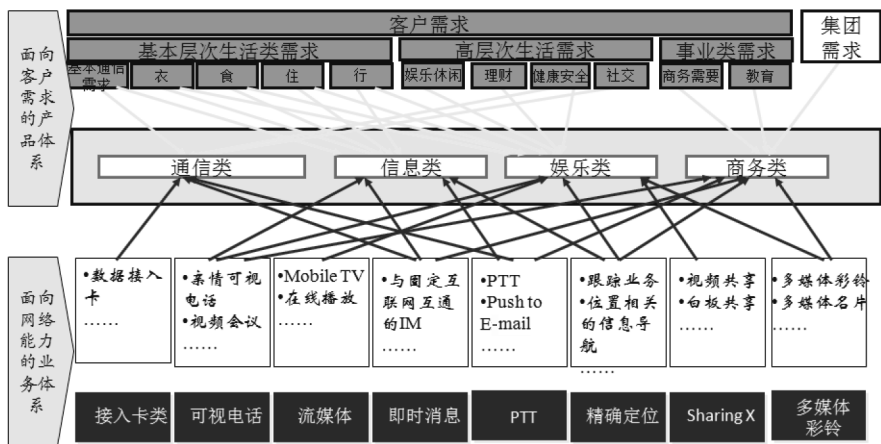 面向
客户
需求
的产
品体
系
客户需求
集团
需求
基本层次生活类需求
高层次生活需求
事业类需求
基本通信
需求
衣
食
住
行
娱乐休闲
理财
健康安全
社交
商务需要
教育
通信类
信息类
娱乐类
商务类
面向
网络
能力
的业
务体
系
•数据接入
卡
……
•亲情可视
电话
•视频会议
……
•Mobile TV
•在线播放
……
•与固定互
联网互通
的IM
……
•PTT
•Push to
E-mail
……
•跟踪业务
•位置相关
的信息导
航
……
•视频共享
•白板共享
……
•多媒体彩铃
•多媒体名片
……
接入卡类
可视电话
流媒体
即时消息
PTT
精确定位
Sharing X
多媒体
彩铃